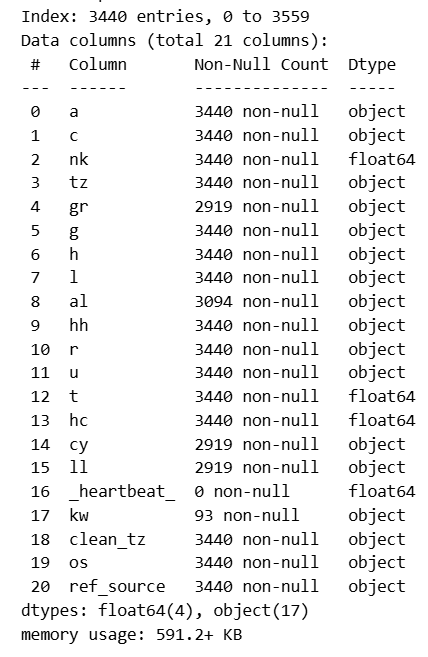 Index: 3440 entries, 0 to 3559
Data columns (total 21 columns):
 #   Column       Non-Null Count  Dtype
---  ------       --------------  -----
 0   a            3440 non-null   object
 1   c            3440 non-null   object
 2   nk           3440 non-null   float64
 3   tz           3440 non-null   object
 4   gr           2919 non-null   object
 5   g            3440 non-null   object
 6   h            3440 non-null   object
 7   l            3440 non-null   object
 8   al           3094 non-null   object
 9   hh           3440 non-null   object
 10  r            3440 non-null   object
 11  u            3440 non-null   object
 12  t            3440 non-null   float64
 13  hc           3440 non-null   float64
 14  cy           2919 non-null   object
 15  ll           2919 non-null   object
 16  _heartbeat_  0 non-null      float64
 17  kw           93 non-null     object
 18  clean_tz     3440 non-null   object
 19  os           3440 non-null   object
 20  ref_source   3440 non-null   object
dtypes: float64(4), object(17)
memory usage: 591.2+ KB